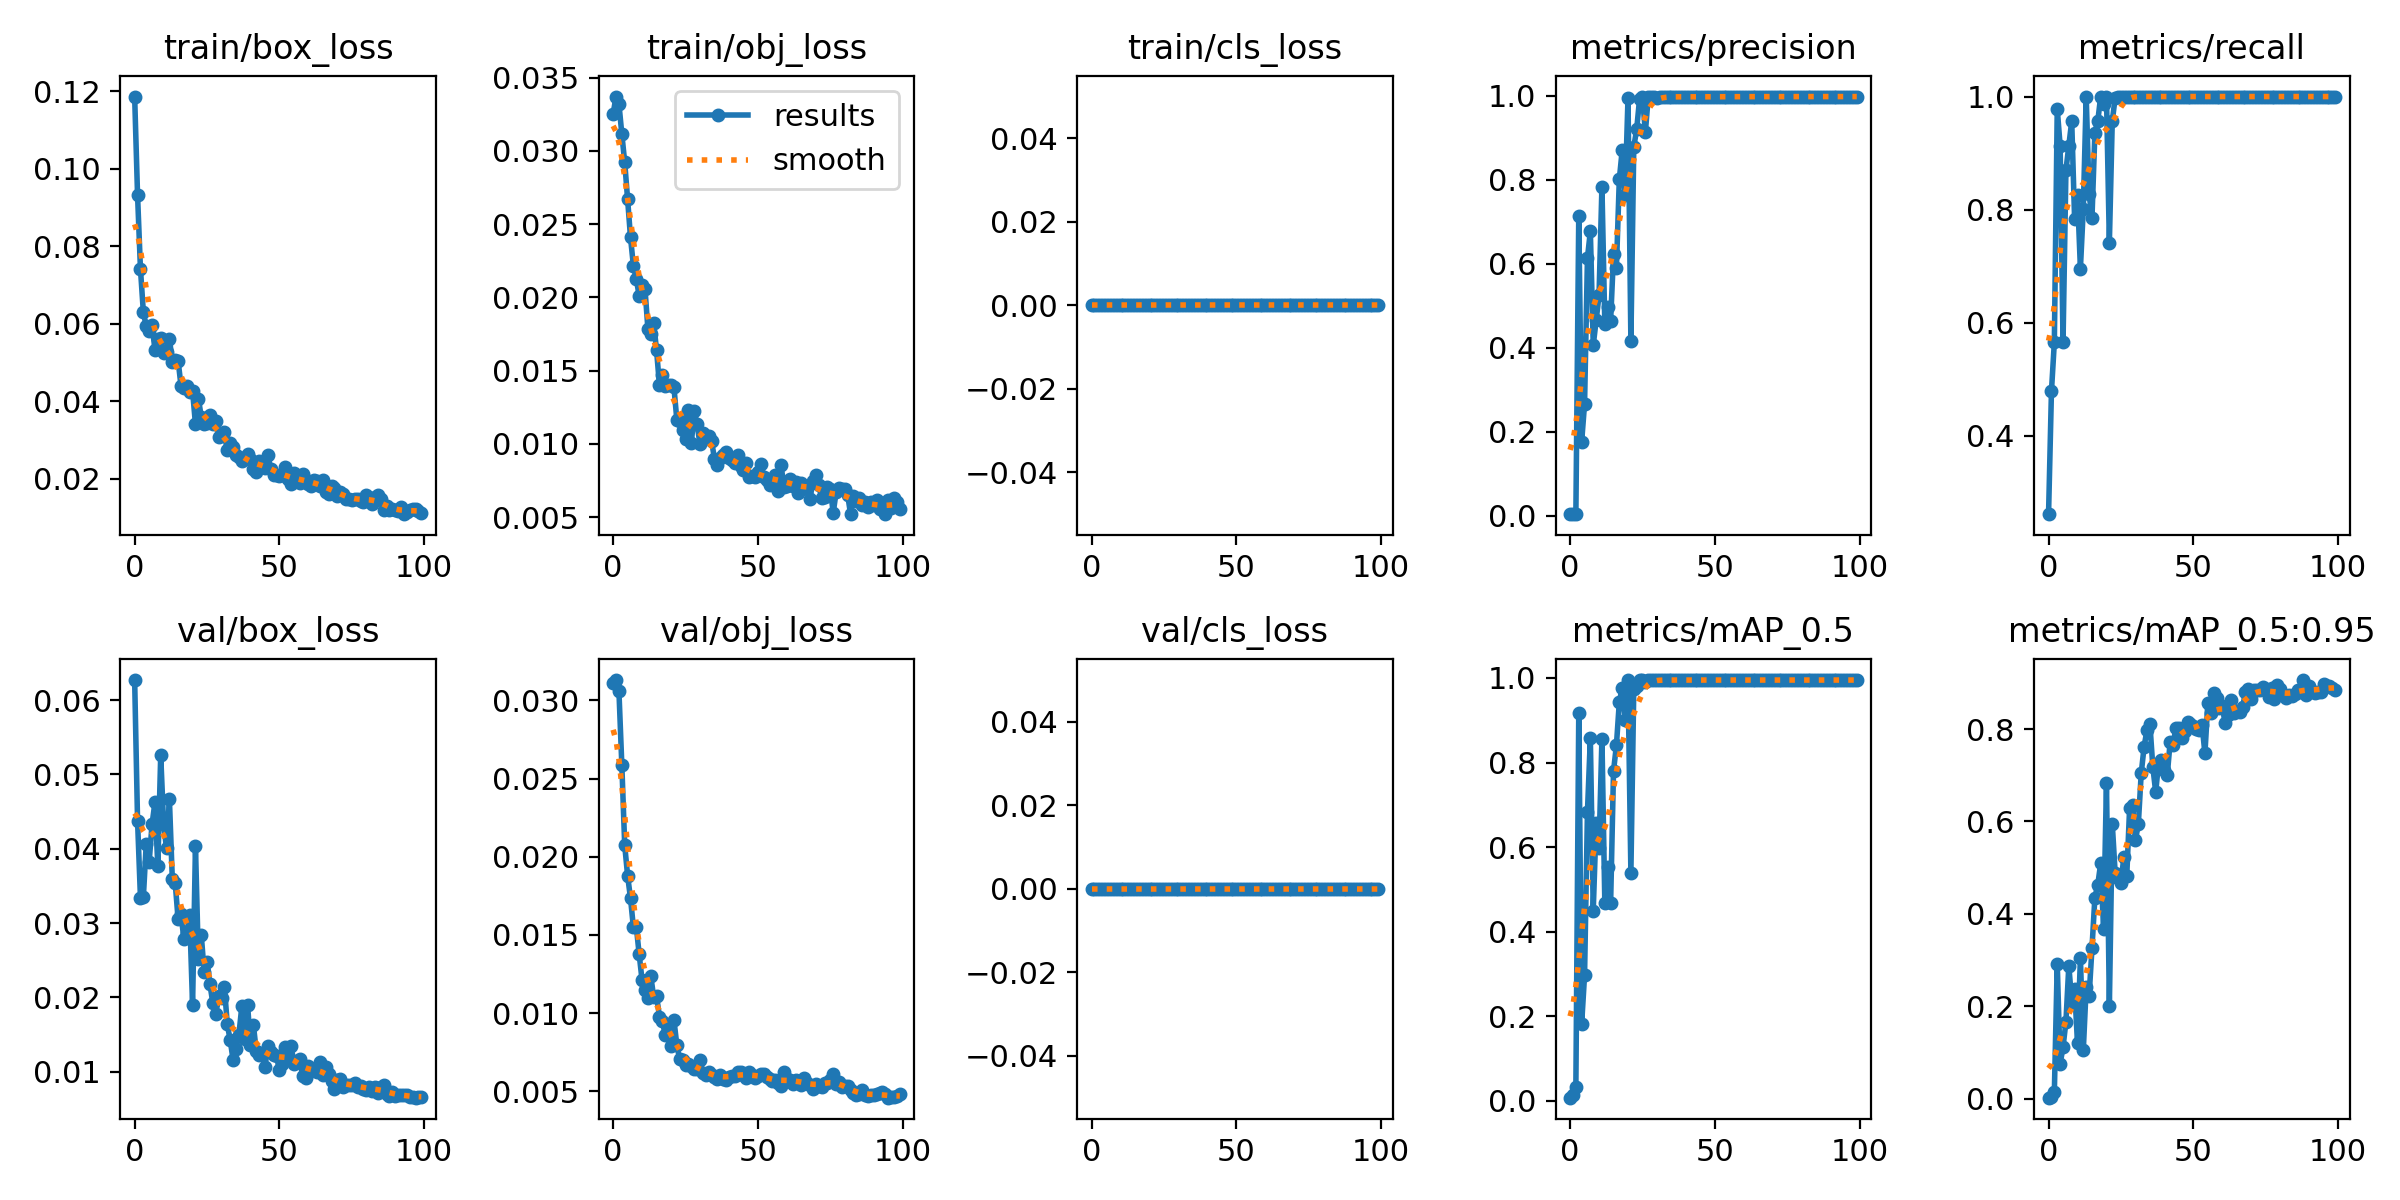 train/box_loss
0.12
0.10
0.08
0.06
0.04
0.02
0 50 100
train/obj_loss
results
smooth
0.035
0.030
0.025
0.020
0.015
0.010
0.005
0 50 100
train/cls_loss
0.04
0.02
0.00
−0.02
−0.04
0 50 100
metrics/precision
1.0
0.8
0.6
0.4
0.2
0.0
0 50 100
metrics/recall
1.0
0.8
0.6
0.4
0 50 100
val/box_loss
0.06
0.05
0.04
0.03
0.02
0.01
0 50 100
val/obj_loss
0.030
0.025
0.020
0.015
0.010
0.005
0 50 100
val/cls_loss
0.04
0.02
0.00
−0.02
−0.04
0 50 100
metrics/mAP_0.5
1.0
0.8
0.6
0.4
0.2
0.0
0 50 100
metrics/mAP_0.5:0.95
0.8
0.6
0.4
0.2
0.0
0 50 100